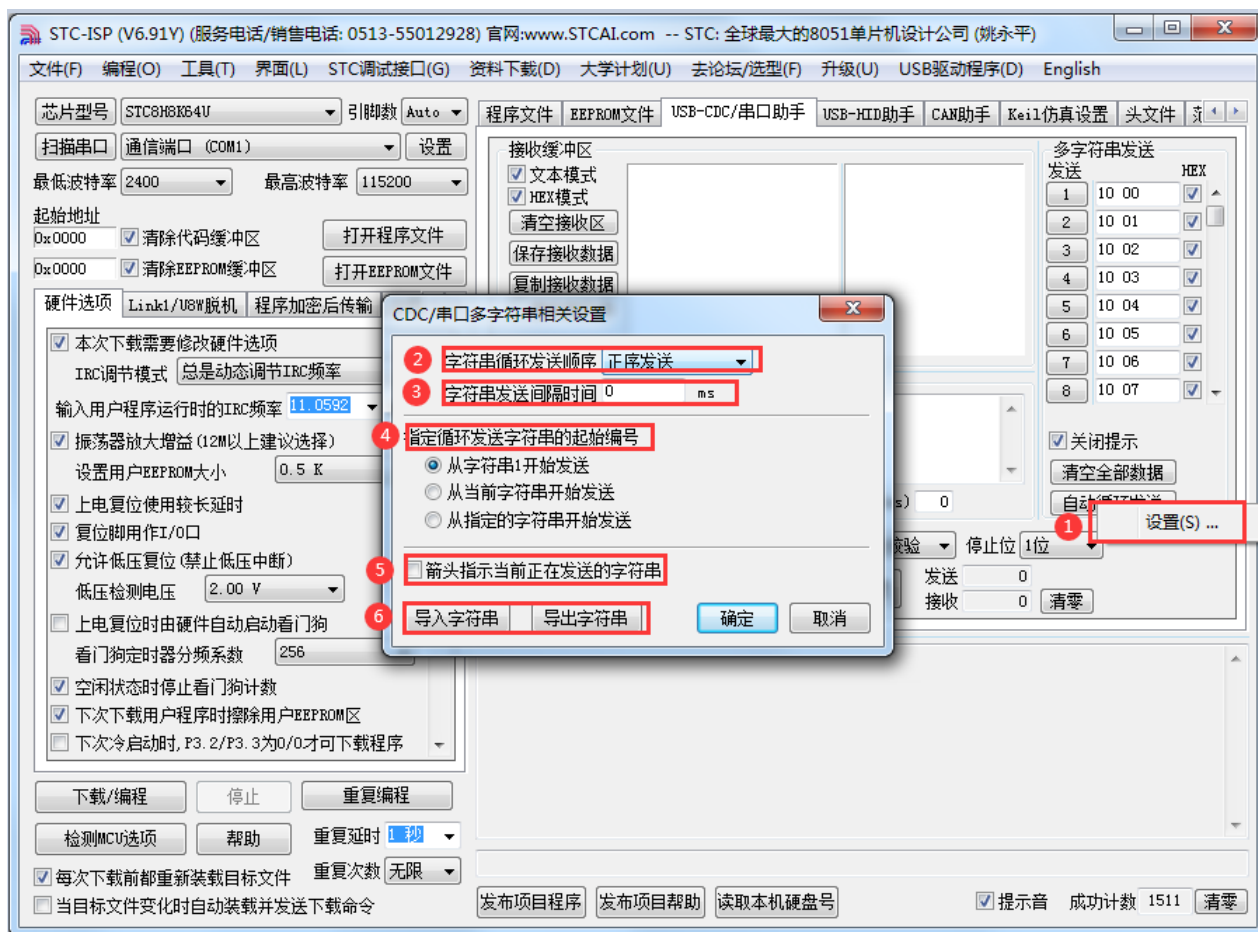 STC-ISP (V6.91Y) (服务电话/销售电话: 0513-55012928) 官网:www.STCAI.com -- STC: 全球最大的8051单片机设计公司 (姚永平)
文件(F) 编程(O) 工具(T) 界面(L) STC调试接口(G) 资料下载(D) 大学计划(U) 去论坛/选型(F) 升级(U) USB驱动程序(D) English
芯片型号 STC8H8K64U 引脚数 Auto
扫描串口 通信端口 (COM1) 设置
最低波特率 2400 最高波特率 115200
起始地址
0x0000 清除代码缓冲区 打开程序文件
0x0000 清除EEPROM缓冲区 打开EEPROM文件
硬件选项 Link1/U8W脱机 程序加密后传输
本次下载需要修改硬件选项
IRC调节模式 总是动态调节IRC频率
输入用户程序运行时的IRC频率 11.0592
振荡器放大增益(12M以上建议选择)
设置用户EEPROM大小 0.5 K
上电复位使用较长延时
复位脚用作I/O口
允许低压复位(禁止低压中断)
低压检测电压 2.00 V
上电复位时由硬件自动启动看门狗
看门狗定时器分频系数 256
空闲状态时停止看门狗计数
下次下载用户程序时擦除用户EEPROM区
下次冷启动时,P3.2/P3.3为0/0才可下载程序
下载/编程 停止 重复编程
检测MCU选项 帮助 重复延时 1 秒
每次下载前都重新装载目标文件 重复次数 无限
当目标文件变化时自动装载并发送下载命令
程序文件 EEPROM文件 USB-CDC/串口助手 USB-HID助手 CAN助手 Keil仿真设置 头文件
接收缓冲区
文本模式
HEX模式
清空接收区
保存接收数据
复制接收数据
多字符串发送
发送 HEX
1 10 00
2 10 01
3 10 02
4 10 03
5 10 04
6 10 05
7 10 06
8 10 07
关闭提示
清空全部数据
s) 0
1 设置(S) ...
校验 停止位 1位
发送 0
接收 0 清零
CDC/串口多字符串相关设置
2 字符串循环发送顺序 正序发送
3 字符串发送间隔时间 0 ms
4 指定循环发送字符串的起始编号
从字符串1开始发送
从当前字符串开始发送
从指定的字符串开始发送
5 箭头指示当前正在发送的字符串
6 导入字符串 导出字符串 确定 取消
发布项目程序 发布项目帮助 读取本机硬盘号 提示音 成功计数 1511 清零